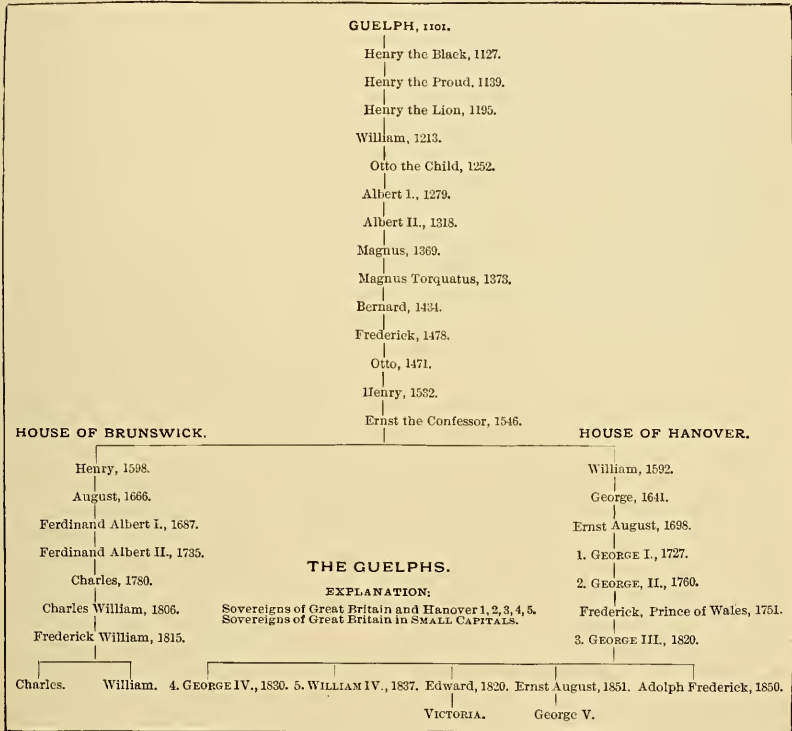 GUELPH, 1101.
Henry the Black, 1127.
Henry the Proud, 1139.
Henry the Lion, 1195.
William, 1213.
Otto the Child, 1252.
Albert I., 1279.
Albert II., 1318.
Magnus, 1369.
Magnus Torquatus, 1373.
Bernard, 1434.
Frederick, 1478.
Otto, 1471.
Henry, 1532.
Ernst the Confessor, 1546.
HOUSE OF BRUNSWICK.
Henry, 1598.
August, 1666.
Ferdinand Albert I., 1687.
Ferdinand Albert II., 1735.
Charles, 1780.
Charles William, 1806.
Frederick William, 1815.
Charles. William.
HOUSE OF HANOVER.
William, 1592.
George, 1641.
Ernst August, 1698.
1. GEORGE I., 1727.
2. GEORGE, II., 1760.
Frederick, Prince of Wales, 1751.
3. GEORGE III., 1820.
4. GEORGE IV., 1830. 5. WILLIAM IV., 1837. Edward, 1820. Ernst August, 1851. Adolph Frederick, 1850.
VICTORIA. George V.
THE GUELPHS.
EXPLANATION:
Sovereigns of Great Britain and Hanover 1, 2, 3, 4, 5.
Sovereigns of Great Britain in SMALL CAPITALS.